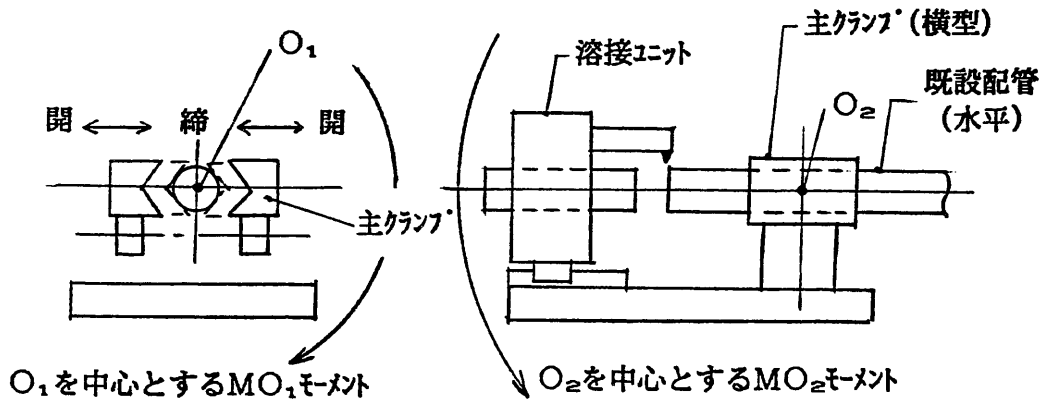 O₁
開
締
開
主クランプ
O₁を中心とするMO₁モーメント
溶接ユニット
主クランプ(横型)
O₂
既設配管
(水平)
O₂を中心とするMO₂モーメント